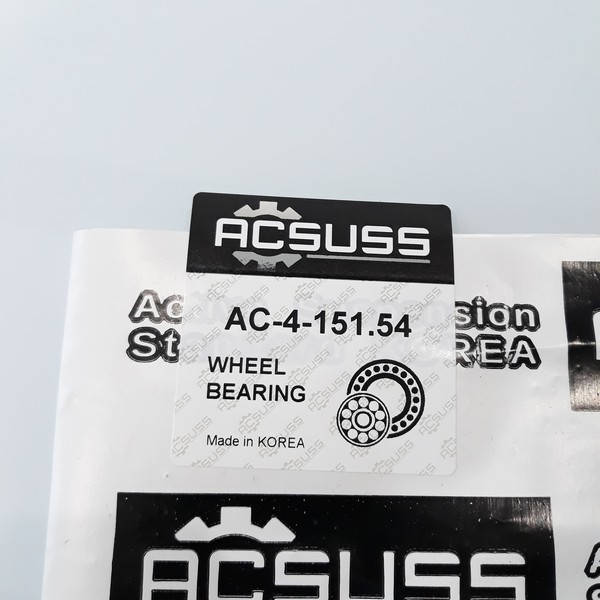 ACSUSS
AC-4-151.54
WHEEL
BEARING
Made in KOREA
ACSUSS